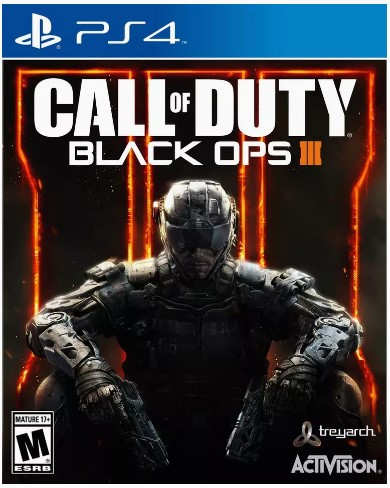 PS4
CALL OF DUTY
BLACK OPS III
MATURE 17+
M
ESRB
treyarch
ACTIVISION